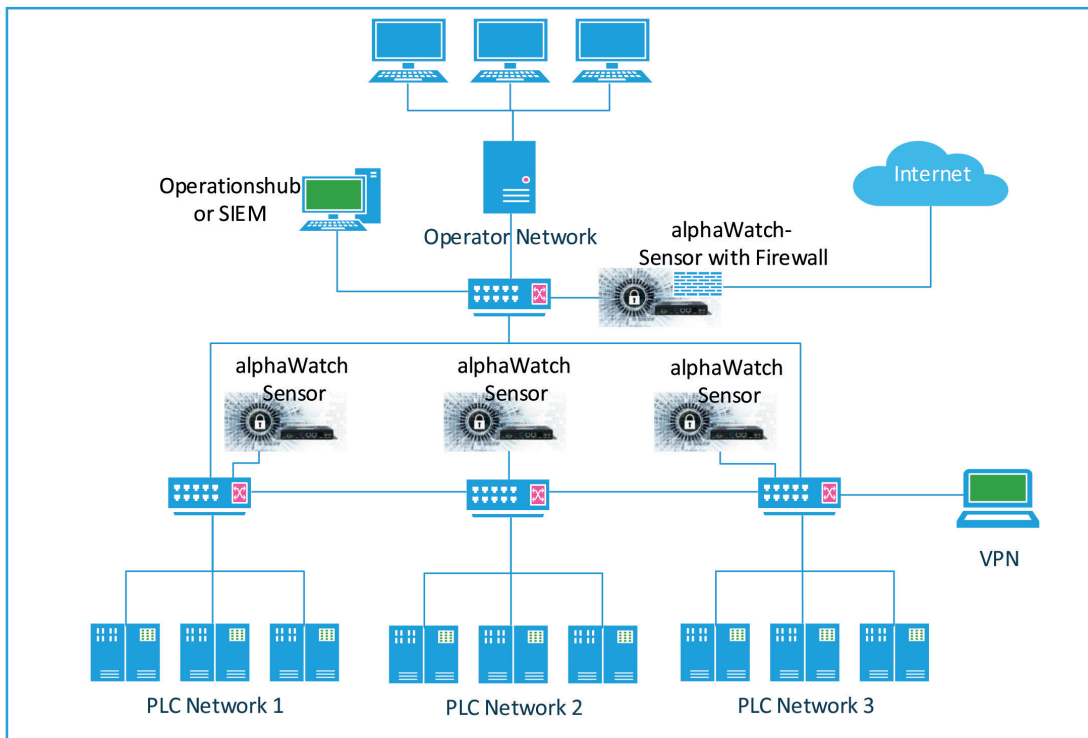 Operationshub
or SIEM
Operator Network
Internet
alphaWatch-
Sensor with Firewall
alphaWatch
Sensor
alphaWatch
Sensor
alphaWatch
Sensor
VPN
PLC Network 1
PLC Network 2
PLC Network 3